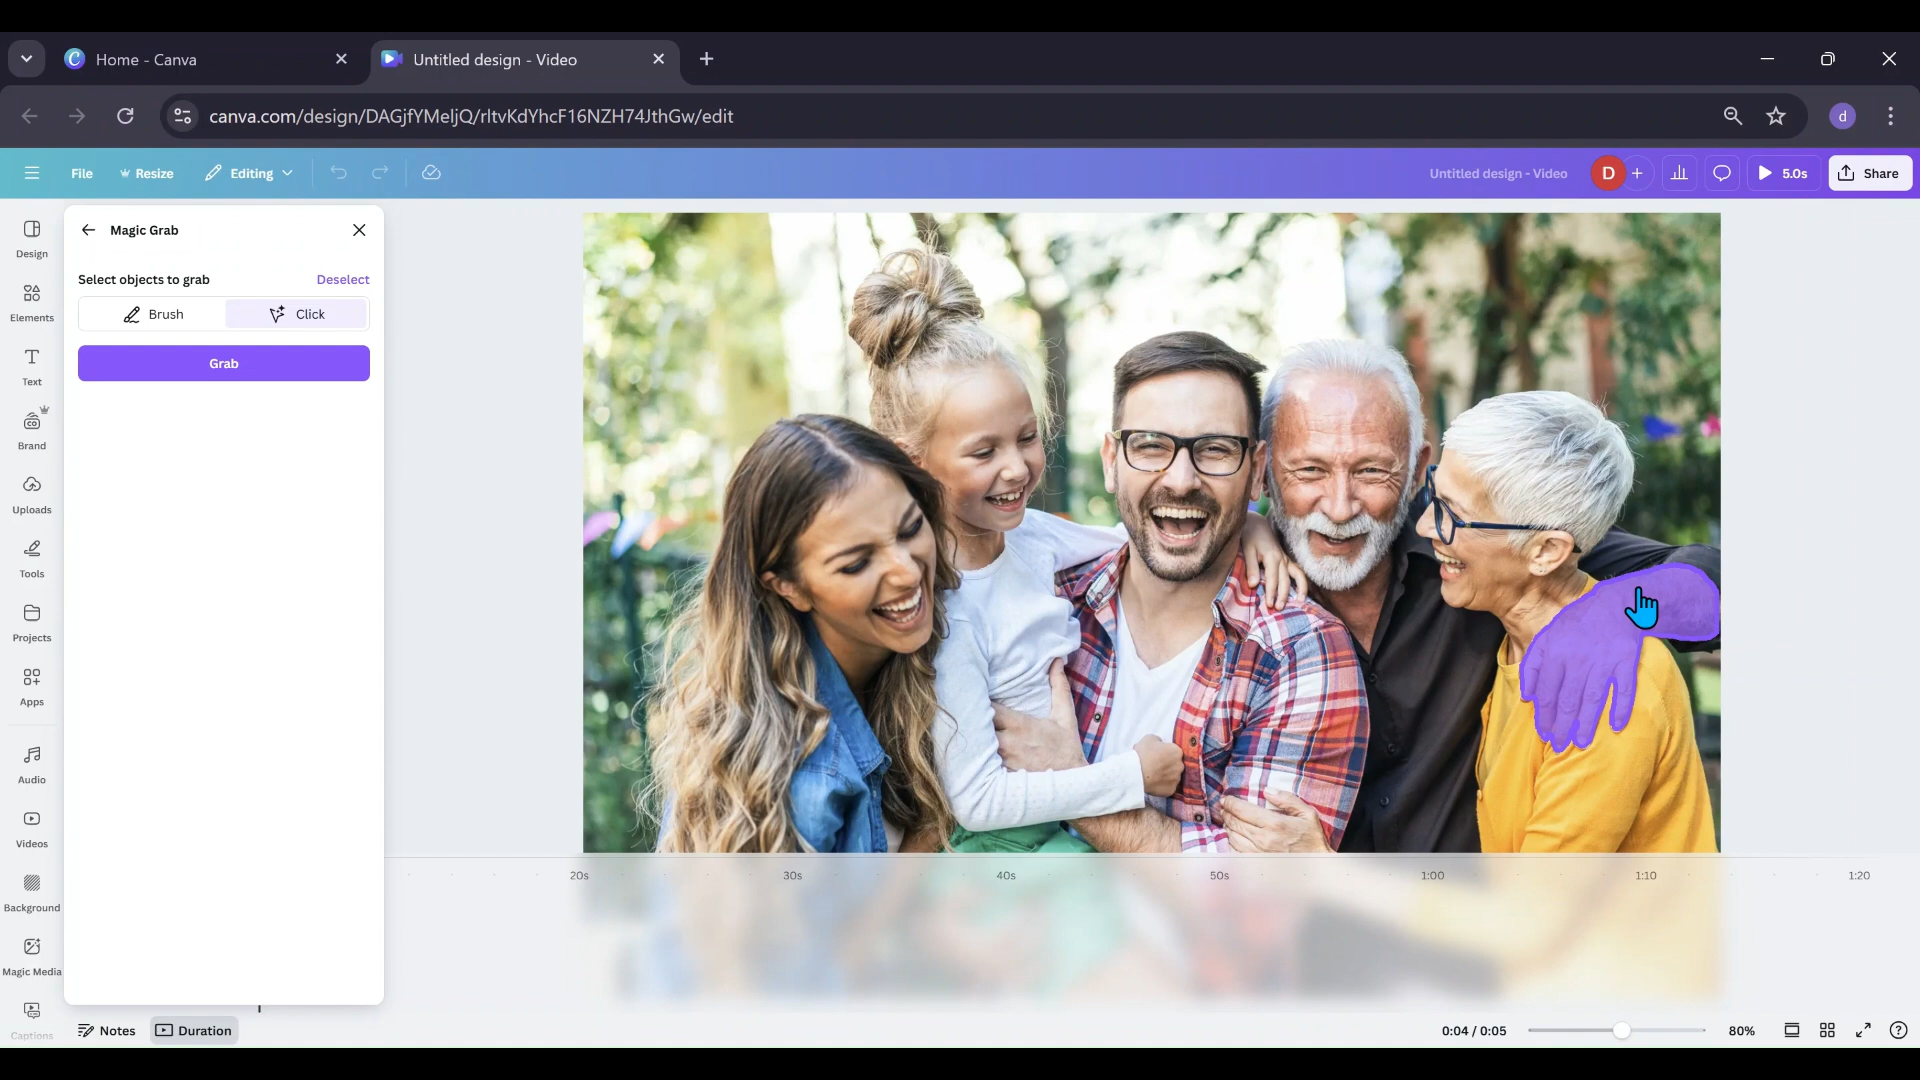 Home - Canva
Untitled design - Video
canva.com/design/DAGjfYMeljQ/rltvKdYhcF16NZH74JthGw/edit
d
File
Resize
Editing
Untitled design - Video
D
5.0s
Share
Design
Elements
Text
Brand
Uploads
Tools
Projects
Apps
Audio
Videos
Background
Magic Media
Captions
Magic Grab
Select objects to grab
Deselect
Brush
Click
Grab
20s
30s
40s
50s
1:00
1:10
1:20
Notes
Duration
0:04 / 0:05
80%